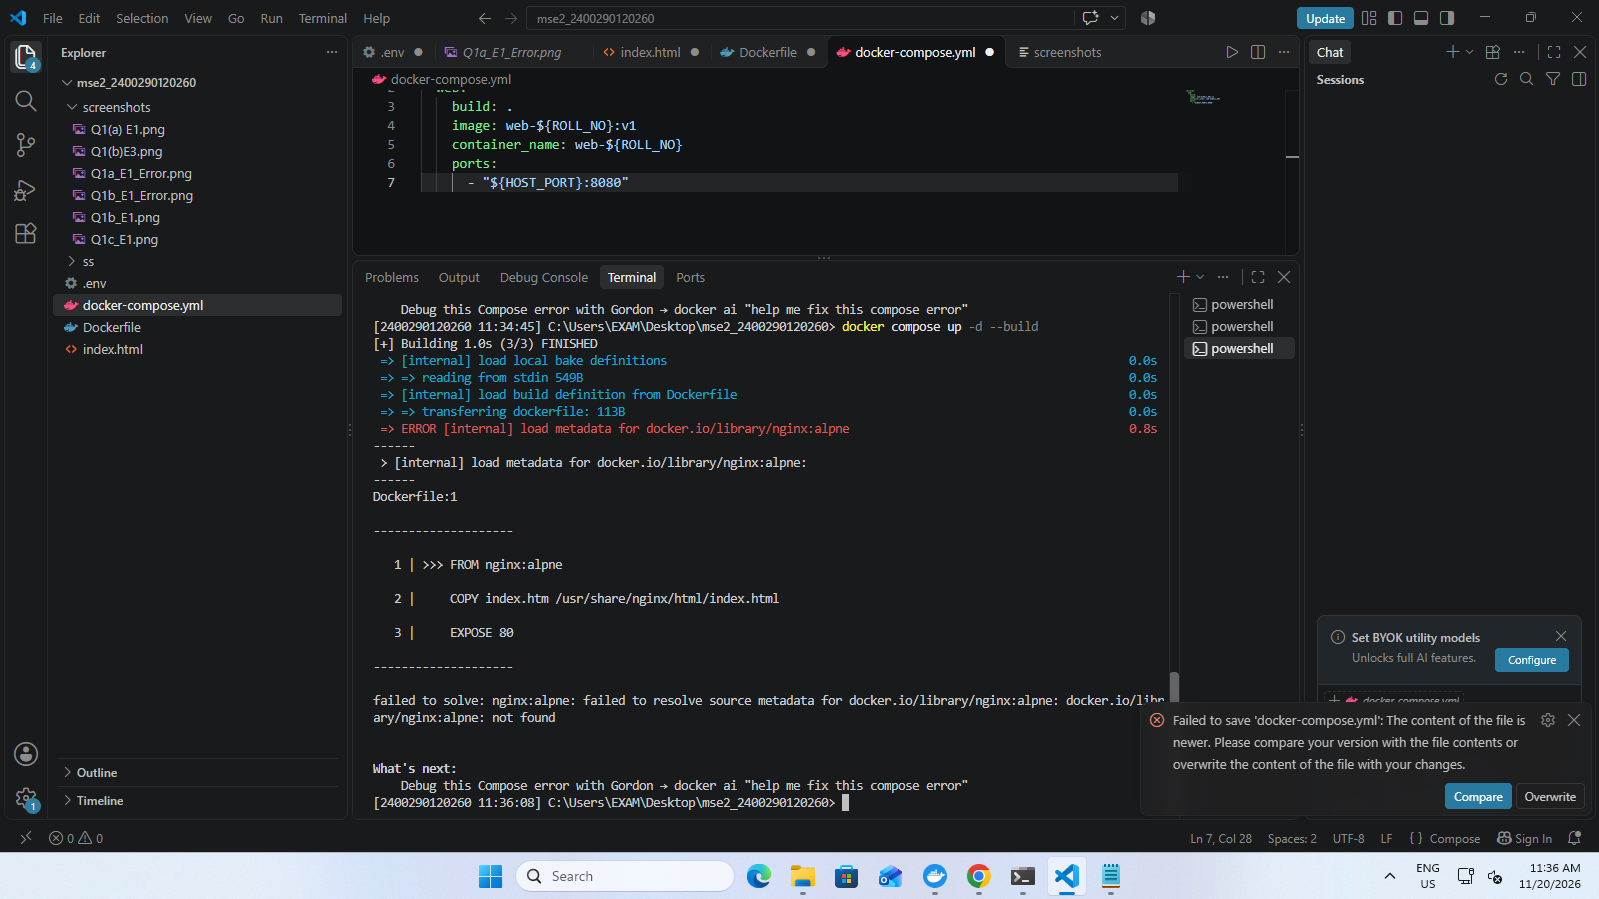 File Edit Selection View Go Run Terminal Help
mse2_2400290120260
Update
Explorer
mse2_2400290120260
screenshots
Q1(a) E1.png
Q1(b)E3.png
Q1a_E1_Error.png
Q1b_E1_Error.png
Q1b_E1.png
Q1c_E1.png
ss
.env
docker-compose.yml
Dockerfile
index.html
Outline
Timeline
4
1
.env
Q1a_E1_Error.png
index.html
Dockerfile
docker-compose.yml
screenshots
docker-compose.yml
3 build: .
4 image: web-${ROLL_NO}:v1
5 container_name: web-${ROLL_NO}
6 ports:
7 - "${HOST_PORT}:8080"
Problems Output Debug Console Terminal Ports
Debug this Compose error with Gordon → docker ai "help me fix this compose error"
[2400290120260 11:34:45] C:\Users\EXAM\Desktop\mse2_2400290120260> docker compose up -d --build
[+] Building 1.0s (3/3) FINISHED
=> [internal] load local bake definitions 0.0s
=> => reading from stdin 549B 0.0s
=> [internal] load build definition from Dockerfile 0.0s
=> => transferring dockerfile: 113B 0.0s
=> ERROR [internal] load metadata for docker.io/library/nginx:alpne 0.8s
------
> [internal] load metadata for docker.io/library/nginx:alpne:
------
Dockerfile:1
--------------------
1 | >>> FROM nginx:alpne
2 | COPY index.htm /usr/share/nginx/html/index.html
3 | EXPOSE 80
--------------------
failed to solve: nginx:alpne: failed to resolve source metadata for docker.io/library/nginx:alpne: docker.io/libr
ary/nginx:alpne: not found
What's next:
Debug this Compose error with Gordon → docker ai "help me fix this compose error"
[2400290120260 11:36:08] C:\Users\EXAM\Desktop\mse2_2400290120260>
powershell
powershell
powershell
Chat
Sessions
Set BYOK utility models
Unlocks full AI features.
Configure
docker-compose.yml
Failed to save 'docker-compose.yml': The content of the file is
newer. Please compare your version with the file contents or
overwrite the content of the file with your changes.
Compare Overwrite
0 0
Ln 7, Col 28 Spaces: 2 UTF-8 LF { } Compose Sign In
Search
ENG
US
11:36 AM
11/20/2026